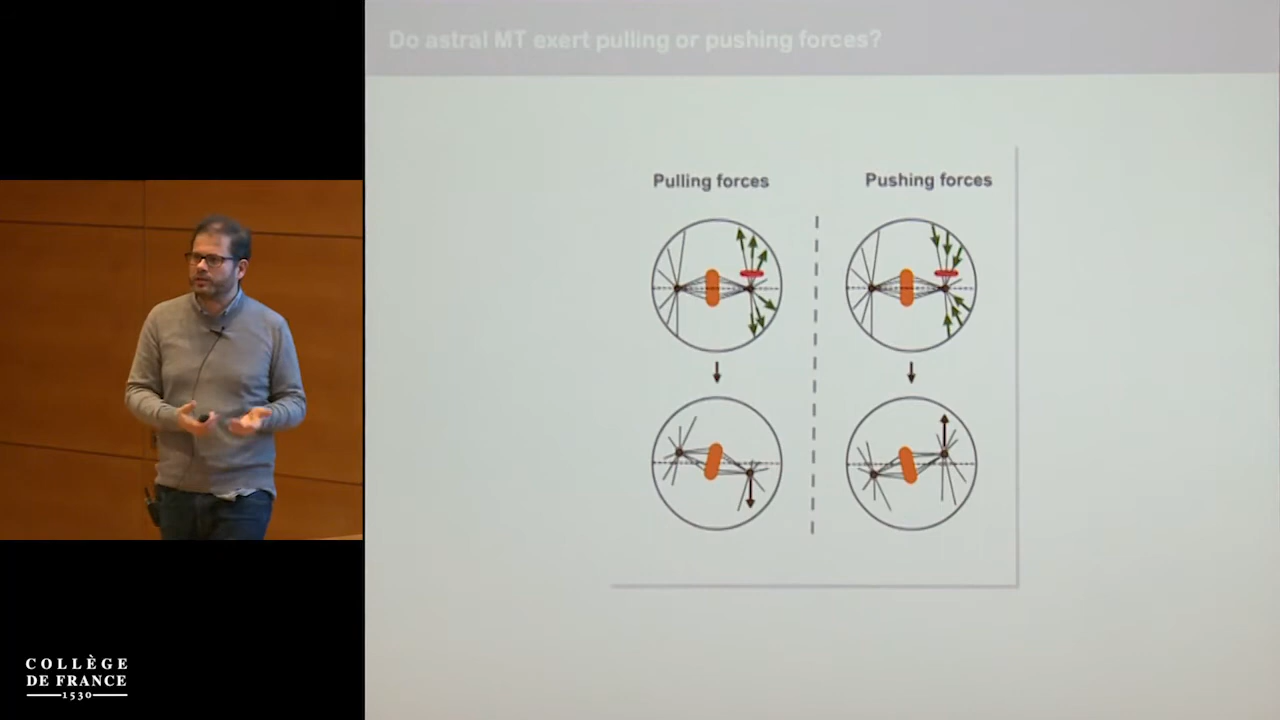 Do astral MT exert pulling or pushing forces?
Pulling forces
Pushing forces
COLLÈGE
DE FRANCE
1530